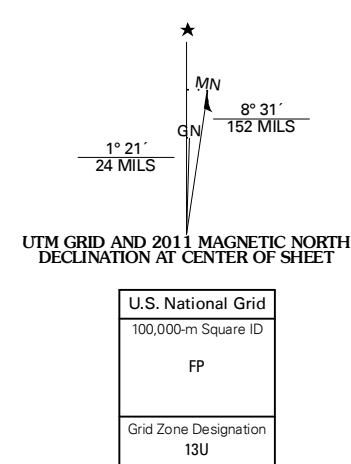 ★
MN
8° 31´
152 MILS
GN
1° 21´
24 MILS
UTM GRID AND 2011 MAGNETIC NORTH
DECLINATION AT CENTER OF SHEET
U.S. National Grid
100,000-m Square ID
FP
Grid Zone Designation
13U